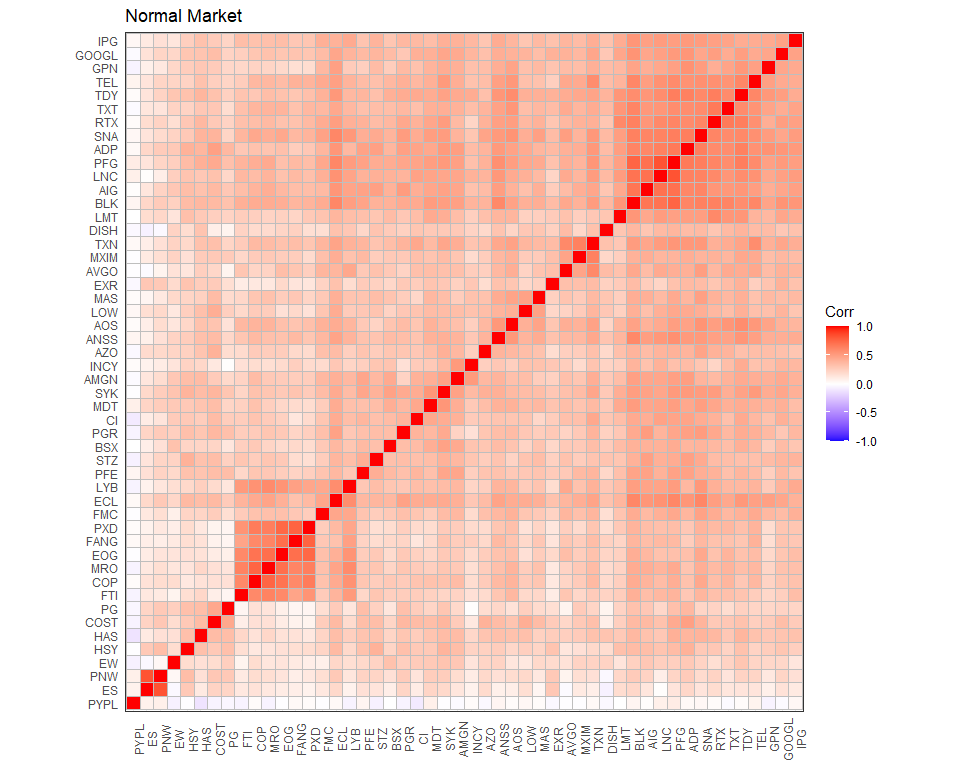 Normal Market
IPG
GOOGL
GPN
TEL
TDY
TXT
RTX
SNA
ADP
PFG
LNC
AIG
BLK
LMT
DISH
TXN
MXIM
AVGO
EXR
MAS
LOW
AOS
ANSS
AZO
INCY
AMGN
SYK
MDT
CI
PGR
BSX
STZ
PFE
LYB
ECL
FMC
PXD
FANG
EOG
MRO
COP
FTI
PG
COST
HAS
HSY
EW
PNW
ES
PYPL
PYPL
ES
PNW
EW
HSY
HAS
COST
PG
FTI
COP
MRO
EOG
FANG
PXD
FMC
ECL
LYB
PFE
STZ
BSX
PGR
CI
MDT
SYK
AMGN
INCY
AZO
ANSS
AOS
LOW
MAS
EXR
AVGO
MXIM
TXN
DISH
LMT
BLK
AIG
LNC
PFG
ADP
SNA
RTX
TXT
TDY
TEL
GPN
GOOGL
IPG
Corr
1.0
0.5
0.0
-0.5
-1.0